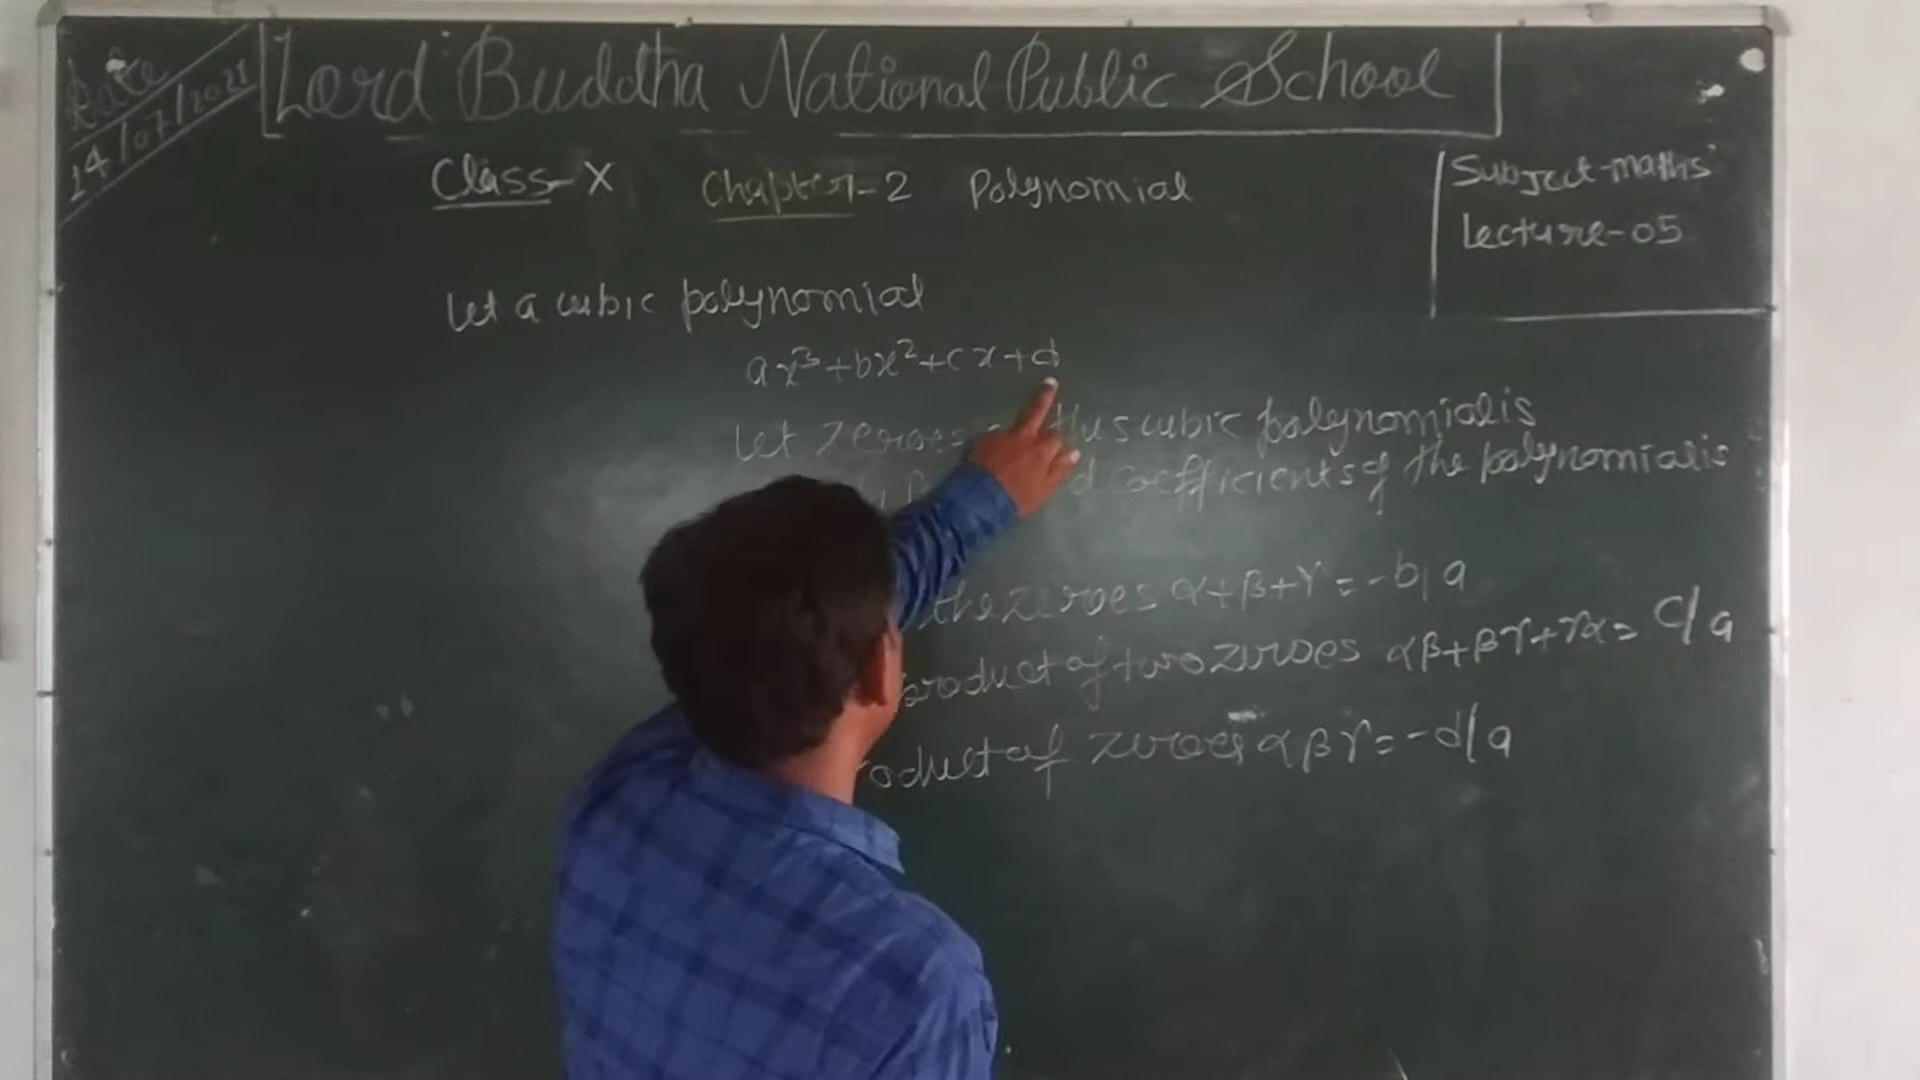 Date
14/07/2021
Lord Buddha National Public School
Class-X Chapter-2 Polynomial
Subject-maths
Lecture-05
Let a cubic polynomial
ax³+bx²+cx+d
Let zeroes this cubic polynomial is
coefficients of the polynomial is
the zeroes α+β+γ=-b/a
product of two zeroes αβ+βγ+γα= c/a
oduct of zeroes αβγ=-d/a